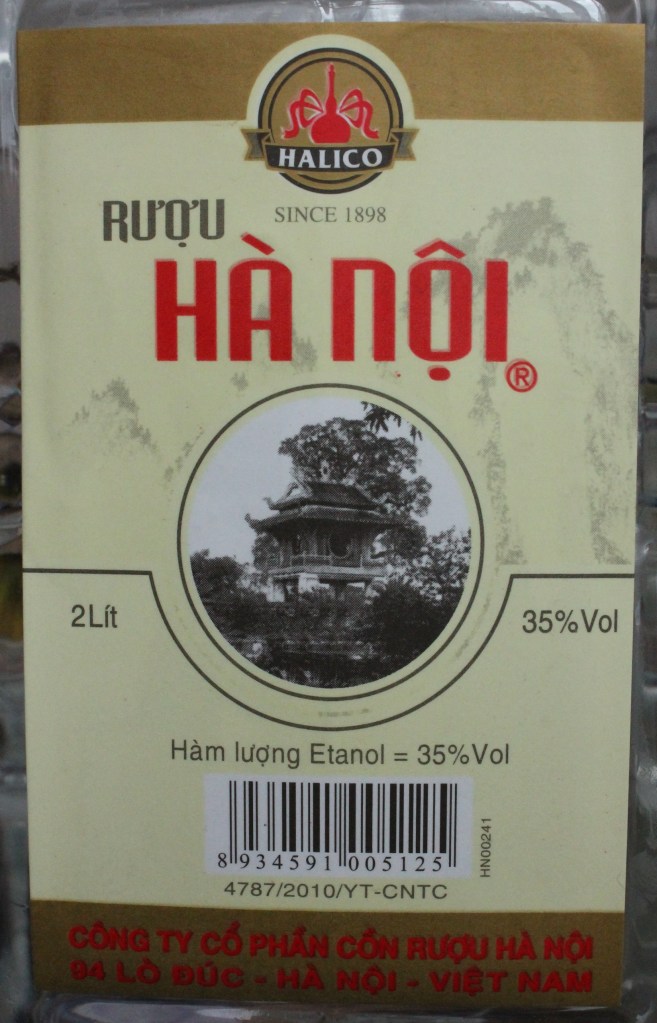 HALICO
SINCE 1898
RƯỢU
HÀ NỘI
®
2Lít
35%Vol
Hàm lượng Etanol = 35%Vol
8 934591 005125
HN00241
4787/2010/YT-CNTC
CÔNG TY CỔ PHẦN CỒN RƯỢU HÀ NỘI
94 LÒ ĐÚC - HÀ NỘI - VIỆT NAM